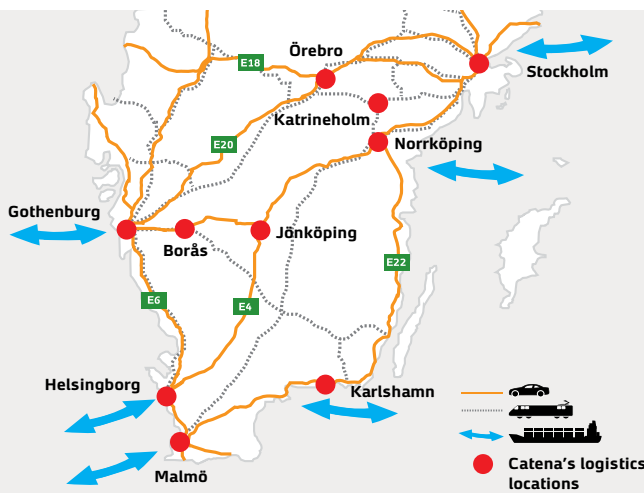 Örebro
E18
Stockholm
Katrineholm
E20
Norrköping
Gothenburg
Borås
Jönköping
E22
E6
E4
Helsingborg
Karlshamn
Malmö
Catena's logistics
locations